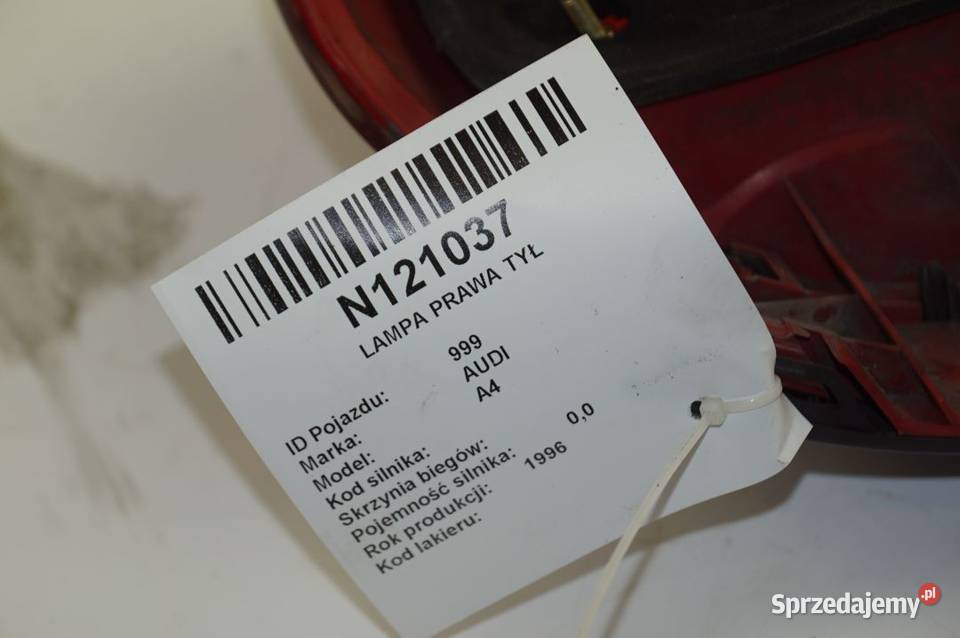 N121037
LAMPA PRAWA TYŁ
ID Pojazdu: 999
Marka: AUDI
Model: A4
Kod silnika:
Skrzynia biegów:
Pojemność silnika: 0,0
Rok produkcji: 1996
Kod lakieru:
Sprzedajemy.pl